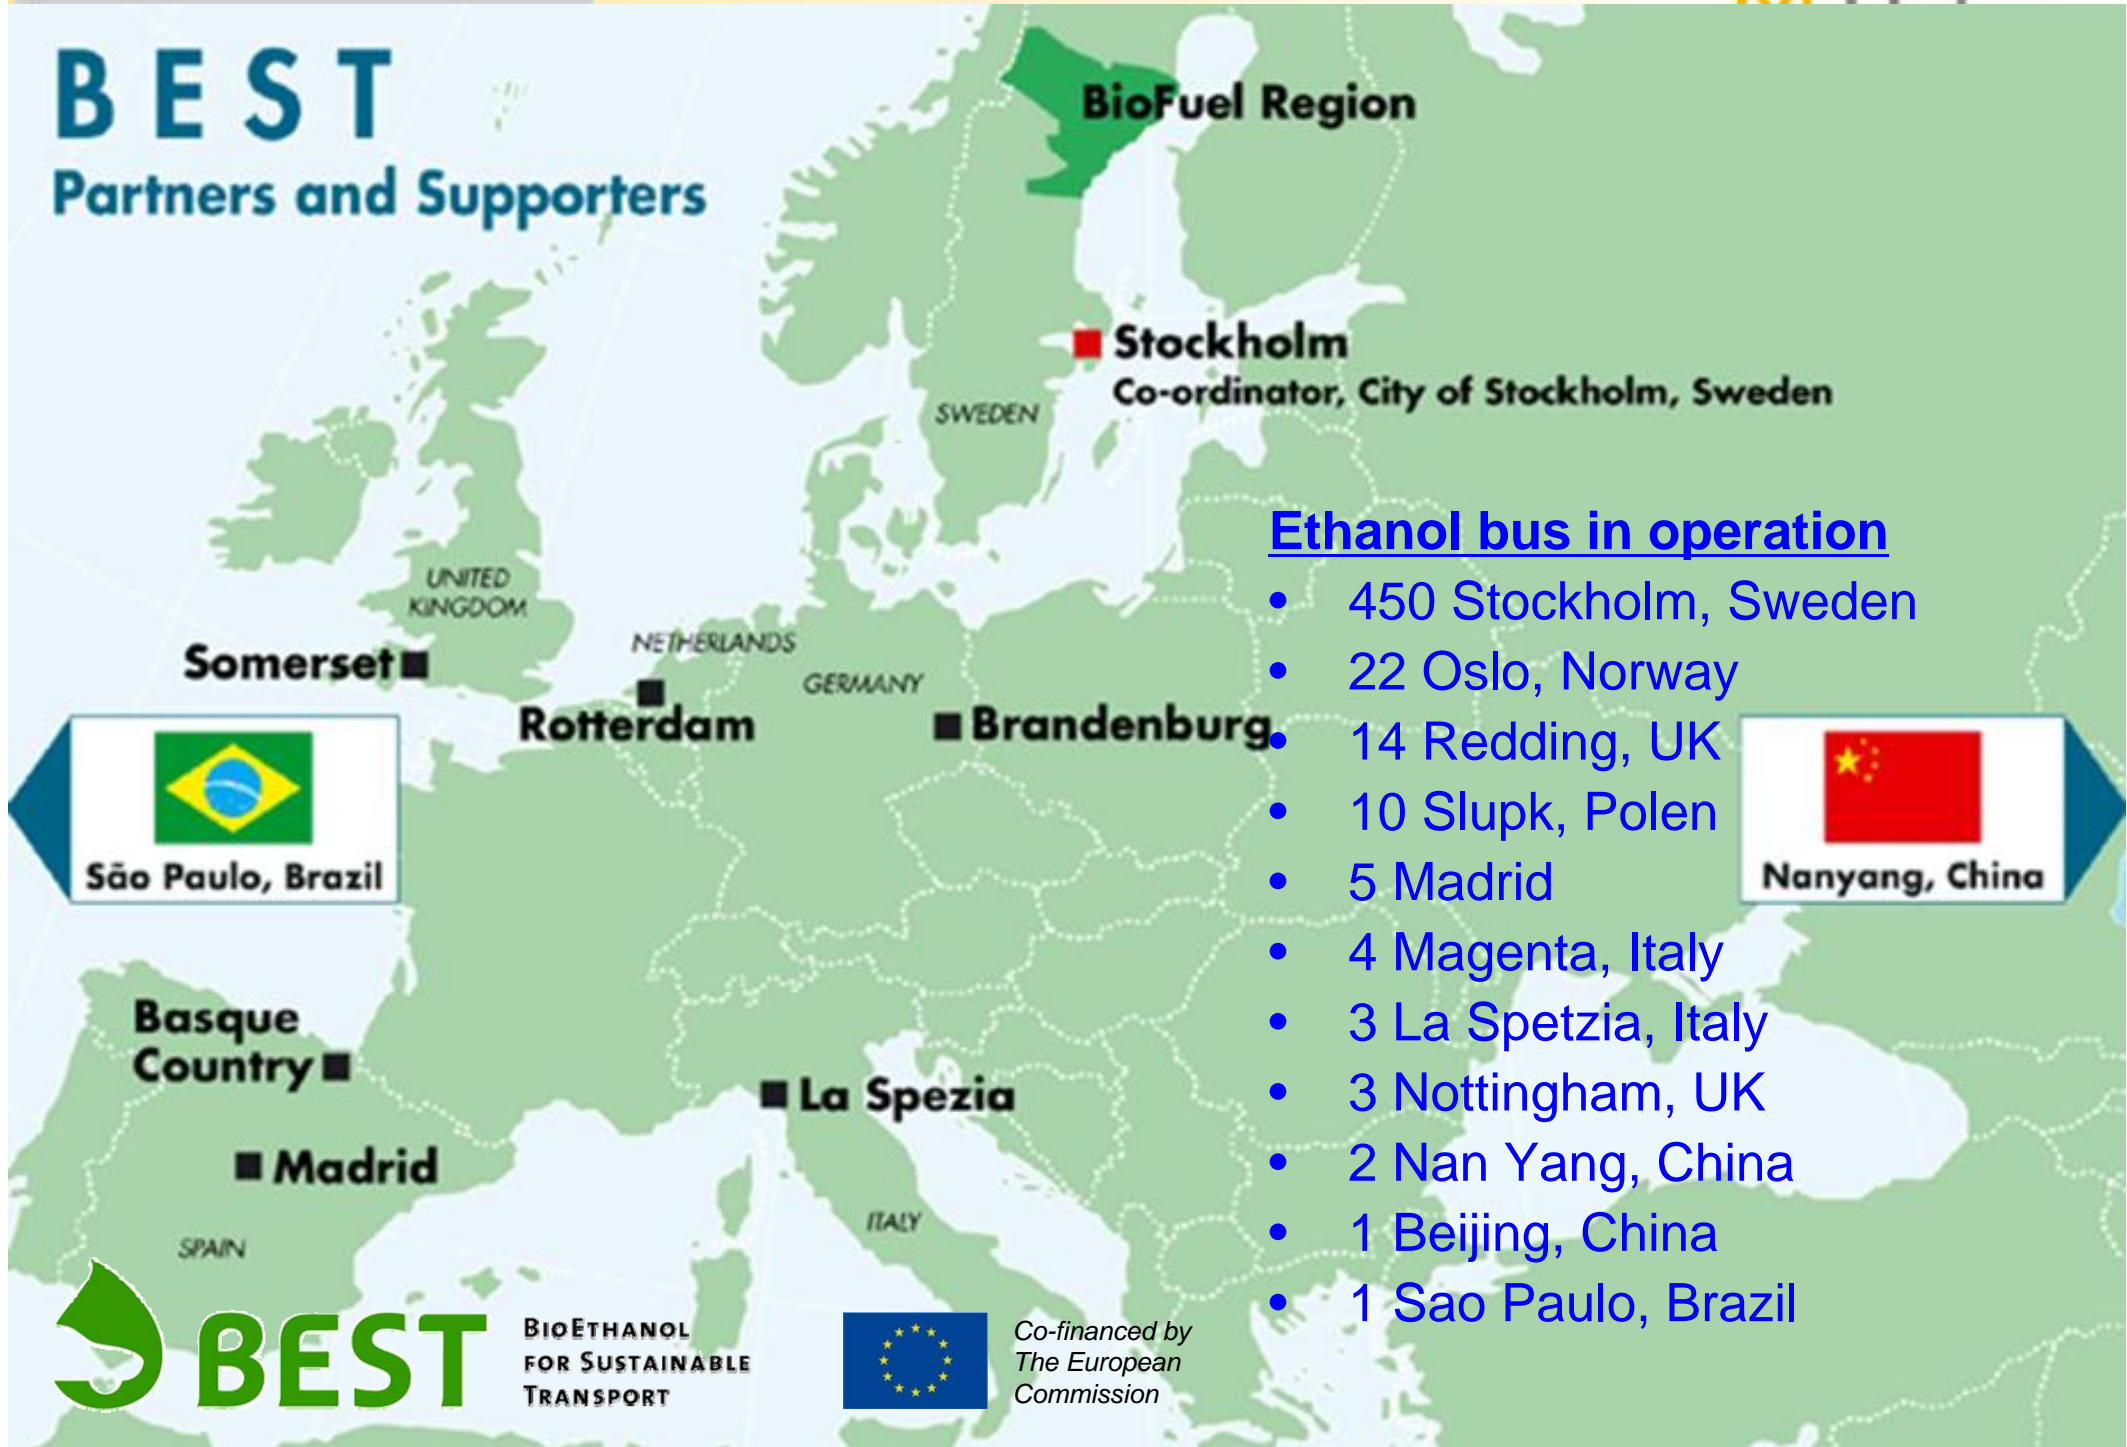 B E S T
Partners and Supporters
BioFuel Region
Stockholm
Co-ordinator, City of Stockholm, Sweden
SWEDEN
Ethanol bus in operation
• 450 Stockholm, Sweden
• 22 Oslo, Norway
• 14 Redding, UK
• 10 Slupk, Polen
• 5 Madrid
• 4 Magenta, Italy
• 3 La Spetzia, Italy
• 3 Nottingham, UK
• 2 Nan Yang, China
• 1 Beijing, China
• 1 Sao Paulo, Brazil
UNITED
KINGDOM
NETHERLANDS
GERMANY
Somerset
Rotterdam
Brandenburg
São Paulo, Brazil
Nanyang, China
Basque
Country
La Spezia
Madrid
SPAIN
ITALY
BEST
BIOETHANOL
FOR SUSTAINABLE
TRANSPORT
Co-financed by
The European
Commission